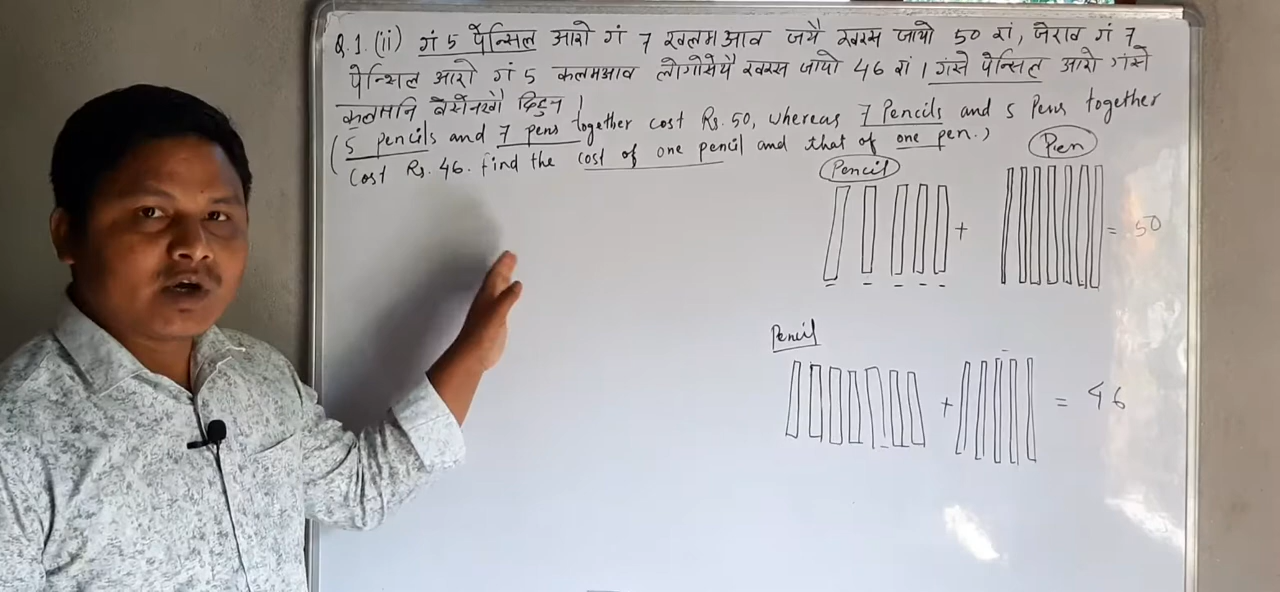 Q.1.(ii) गं 5 पेन्सिल आरो गं 7 खलमआव जयै खरस जायो 50 रां, जेराव गं 7
पेन्सिल आरो गं 5 कलमआव लोगोसेयै खरस जायो 46 रां। गंसे पेन्सिल आरो गंसे
कलमनि बेसेनखौ दिहुन।
(5 pencils and 7 pens together cost Rs. 50, whereas 7 Pencils and 5 Pens together
cost Rs. 46. Find the cost of one pencil and that of one pen.)
Pencil Pen
+ = 50
Pencil
+ = 46